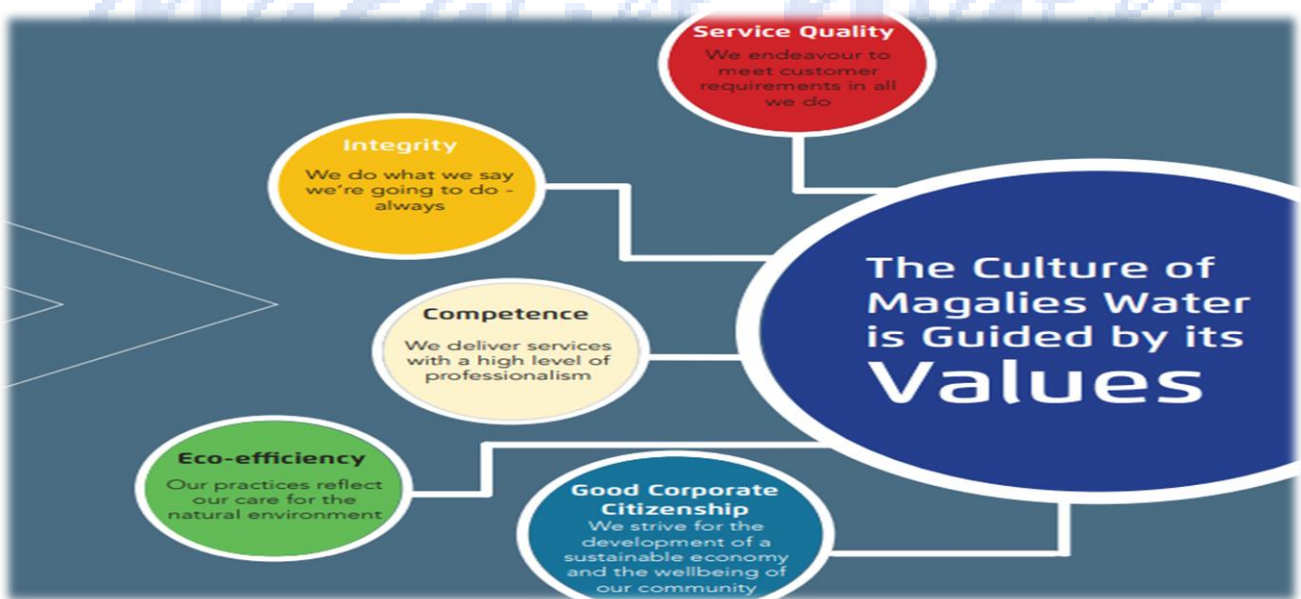 Service Quality
We endeavour to
meet customer
requirements in all
we do
Integrity
We do what we say
we're going to do -
always
Competence
We deliver services
with a high level of
professionalism
Eco-efficiency
Our practices reflect
our care for the
natural environment
Good Corporate
Citizenship
We strive for the
development of a
sustainable economy
and the wellbeing of
our community
The Culture of
Magalies Water
is Guided by its
Values